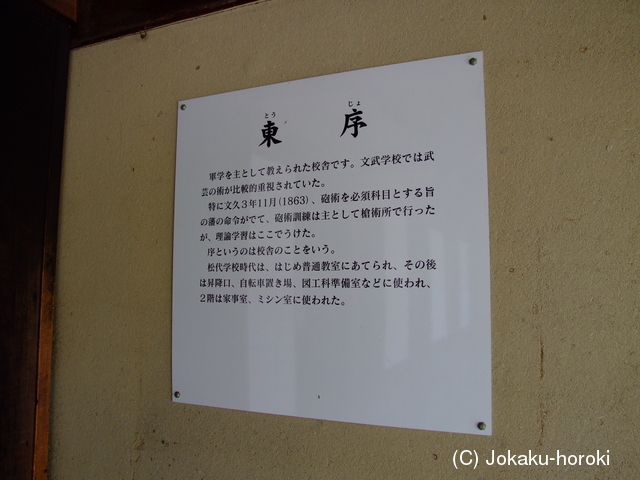 とう じょ
東 序
軍学を主として教えられた校舎です。文武学校では武
芸の術が比較的重視されていた。
特に文久3年11月(1863)、砲術を必須科目とする旨
の藩の命令がでて、砲術訓練は主として槍術所で行った
が、理論学習はここでうけた。
序というのは校舎のことをいう。
松代学校時代は、はじめ普通教室にあてられ、その後
は昇降口、自転車置き場、図工科準備室などに使われ、
2階は家事室、ミシン室に使われた。
(C) Jokaku-horoki